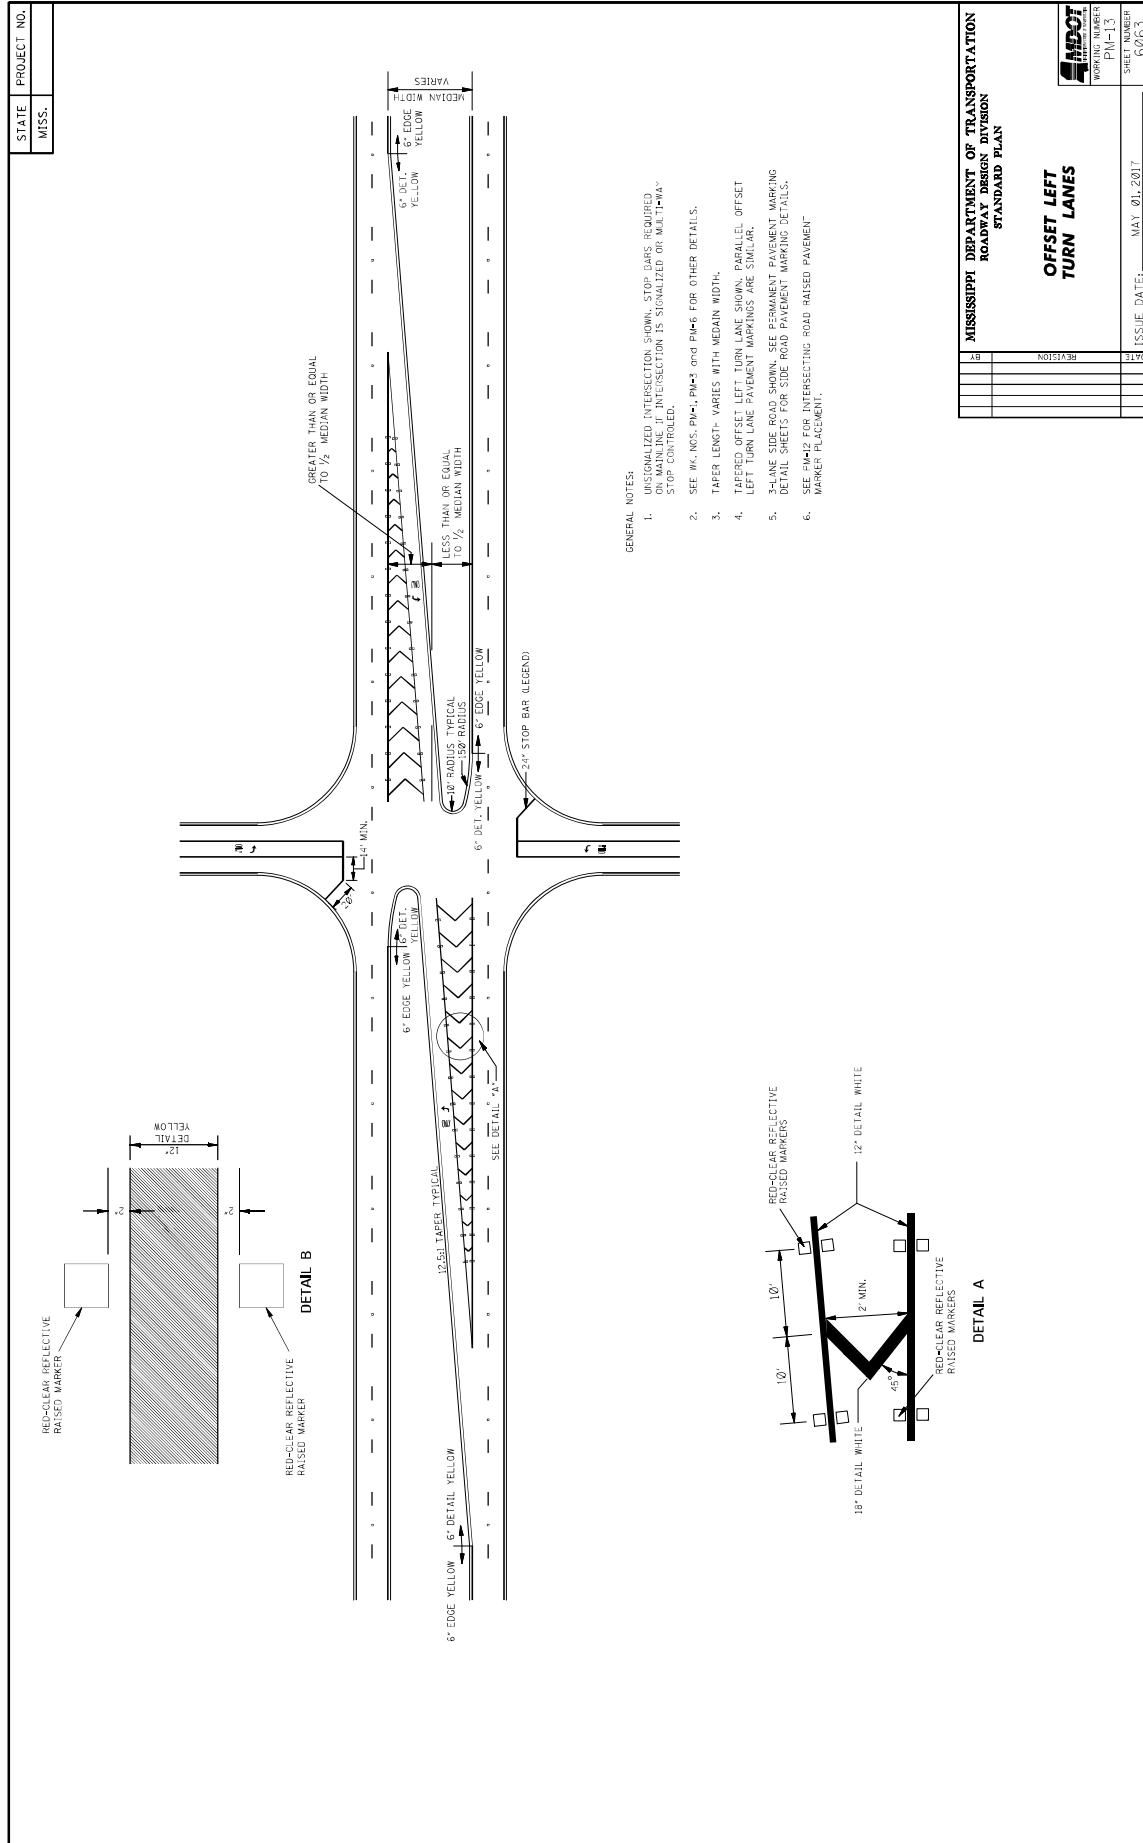 STATE PROJECT NO.
MISS.
MEDIAN WIDTH
VARIES
6" EDGE
YELLOW
6" DET.
YELLOW
GREATER THAN OR EQUAL
TO 1/2 MEDIAN WIDTH
LESS THAN OR EQUAL
TO 1/2 MEDIAN WIDTH
10' RADIUS TYPICAL
150' RADIUS
6" DET. YELLOW
6" EDGE YELLOW
24" STOP BAR (LEGEND)
14' MIN.
6" DET.
YELLOW
6" EDGE YELLOW
SEE DETAIL "A"
12.5:1 TAPER TYPICAL
6" DETAIL YELLOW
6" EDGE YELLOW
RED-CLEAR REFLECTIVE
RAISED MARKER
12"
DETAIL
YELLOW
2"
2"
RED-CLEAR REFLECTIVE
RAISED MARKER
DETAIL B
RED-CLEAR REFLECTIVE
RAISED MARKERS
12" DETAIL WHITE
10'
10'
2' MIN.
45°
18" DETAIL WHITE
RED-CLEAR REFLECTIVE
RAISED MARKERS
DETAIL A
GENERAL NOTES:
1. UNSIGNALIZED INTERSECTION SHOWN. STOP BARS REQUIRED
ON MAINLINE IF INTERSECTION IS SIGNALIZED OR MULTI-WAY
STOP CONTROLED.
2. SEE WK. NOS. PM-1, PM-3 and PM-6 FOR OTHER DETAILS.
3. TAPER LENGTH VARIES WITH MEDAIN WIDTH.
4. TAPERED OFFSET LEFT TURN LANE SHOWN. PARALLEL OFFSET
LEFT TURN LANE PAVEMENT MARKINGS ARE SIMILAR.
5. 3-LANE SIDE ROAD SHOWN. SEE PERMANENT PAVEMENT MARKING
DETAIL SHEETS FOR SIDE ROAD PAVEMENT MARKING DETAILS.
6. SEE PM-12 FOR INTERSECTING ROAD RAISED PAVEMENT
MARKER PLACEMENT.
MISSISSIPPI DEPARTMENT OF TRANSPORTATION
ROADWAY DESIGN DIVISION
STANDARD PLAN
OFFSET LEFT
TURN LANES
MDOT
WORKING NUMBER
PM-13
SHEET NUMBER
6063
ISSUE DATE: MAY 01, 2017
BY
REVISION
DATE